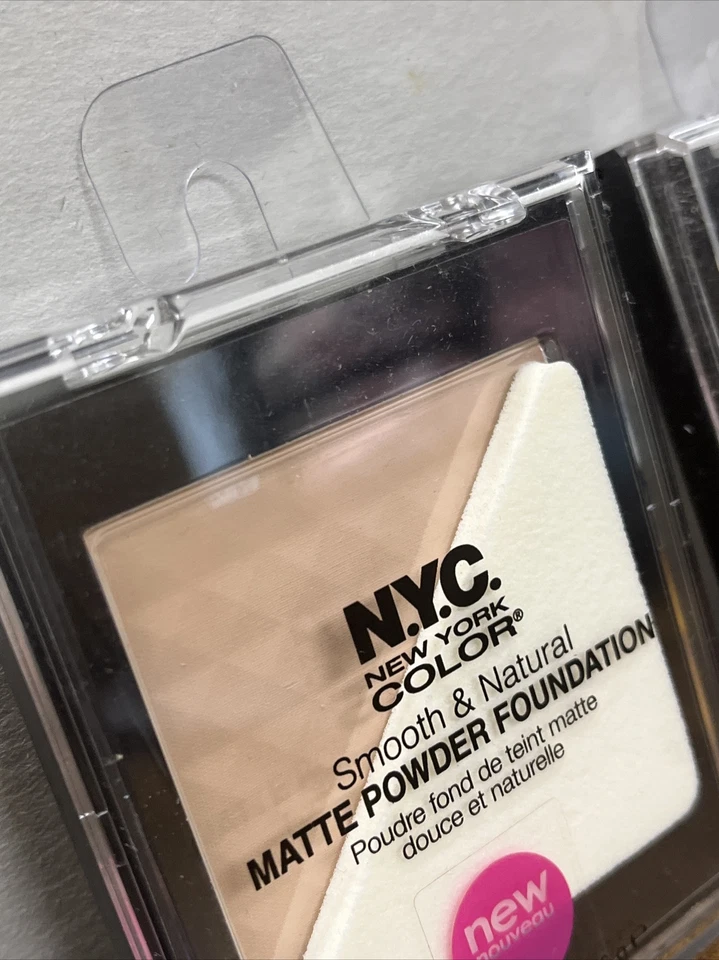 N.Y.C.
NEW YORK
COLOR®
Smooth & Natural
MATTE POWDER FOUNDATION
Poudre fond de teint matte
douce et naturelle
new
nouveau